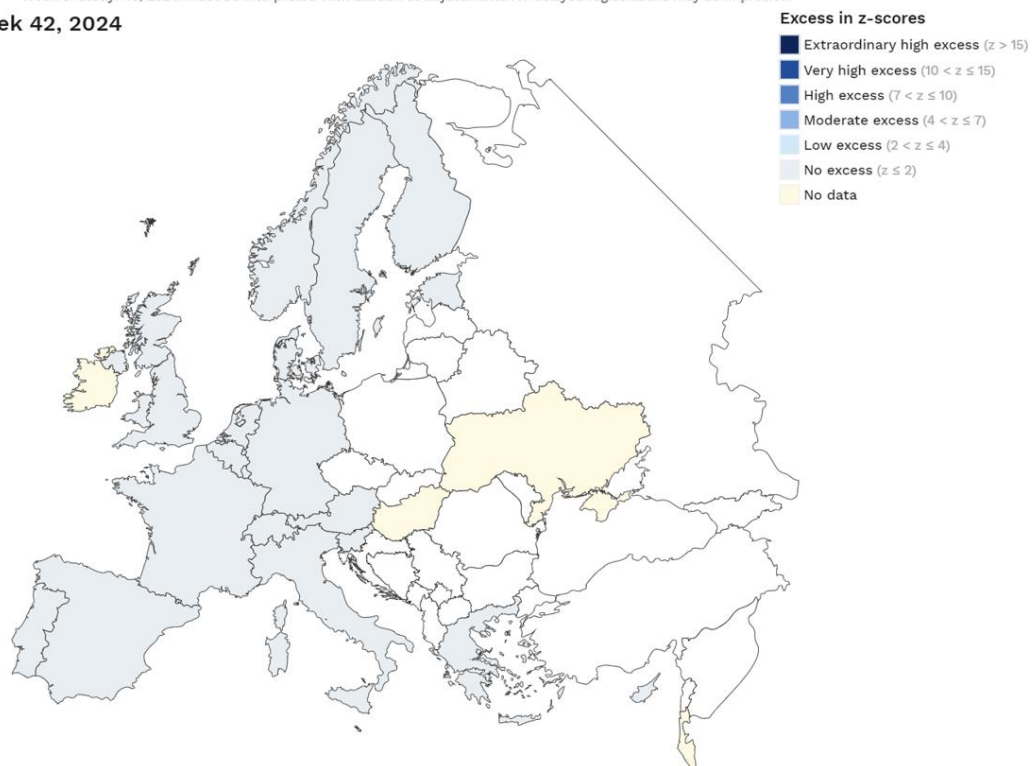 ek 42, 2024
Excess in z-scores
Extraordinary high excess (z > 15)
Very high excess (10 < z ≤ 15)
High excess (7 < z ≤ 10)
Moderate excess (4 < z ≤ 7)
Low excess (2 < z ≤ 4)
No excess (z ≤ 2)
No data